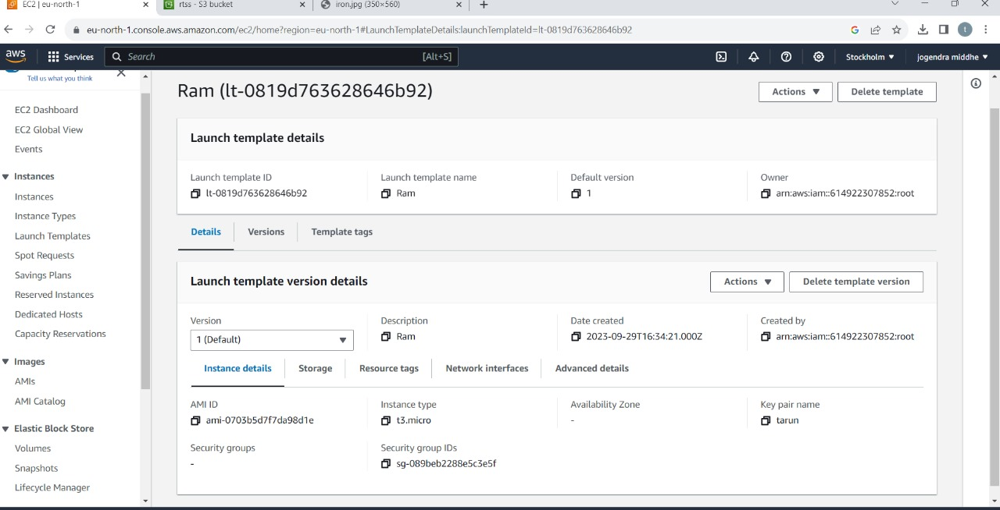 EC2 | eu-north-1
rtss - S3 bucket
iron.jpg (350×560)
eu-north-1.console.aws.amazon.com/ec2/home?region=eu-north-1#LaunchTemplateDetails:launchTemplateId=lt-0819d763628646b92
t
aws
Services
Search
[Alt+S]
Stockholm
jogendra middhe
Tell us what you think
EC2 Dashboard
EC2 Global View
Events
Instances
Instances
Instance Types
Launch Templates
Spot Requests
Savings Plans
Reserved Instances
Dedicated Hosts
Capacity Reservations
Images
AMIs
AMI Catalog
Elastic Block Store
Volumes
Snapshots
Lifecycle Manager
Ram (lt-0819d763628646b92)
Actions
Delete template
Launch template details
Launch template ID
lt-0819d763628646b92
Launch template name
Ram
Default version
1
Owner
arn:aws:iam::614922307852:root
Details
Versions
Template tags
Launch template version details
Actions
Delete template version
Version
1 (Default)
Description
Ram
Date created
2023-09-29T16:34:21.000Z
Created by
arn:aws:iam::614922307852:root
Instance details
Storage
Resource tags
Network interfaces
Advanced details
AMI ID
ami-0703b5d7f7da98d1e
Instance type
t3.micro
Availability Zone
-
Key pair name
tarun
Security groups
-
Security group IDs
sg-089beb2288e5c3e5f